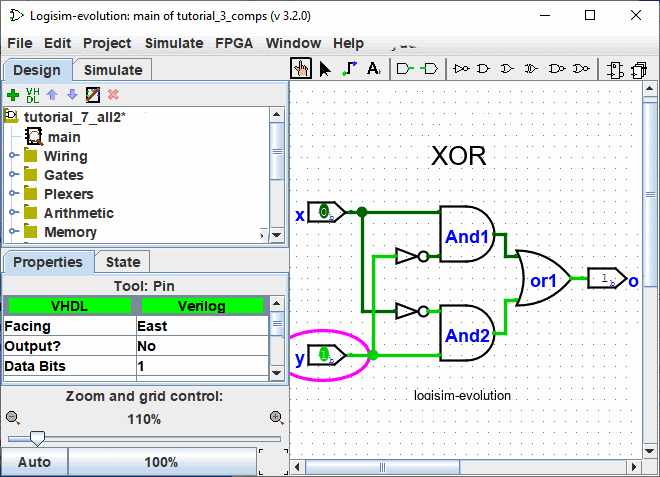 Logisim-evolution: main of tutorial_3_comps (v 3.2.0)
File Edit Project Simulate FPGA Window Help
Design Simulate
A
VH
DL
tutorial_7_all2*
main
Wiring
Gates
Plexers
Arithmetic
Memory
Properties State
Tool: Pin
VHDL Verilog
Facing East
Output? No
Data Bits 1
Zoom and grid control:
110%
Auto 100%
XOR
x 0
And1
or1 1 o
And2
y 1
logisim-evolution